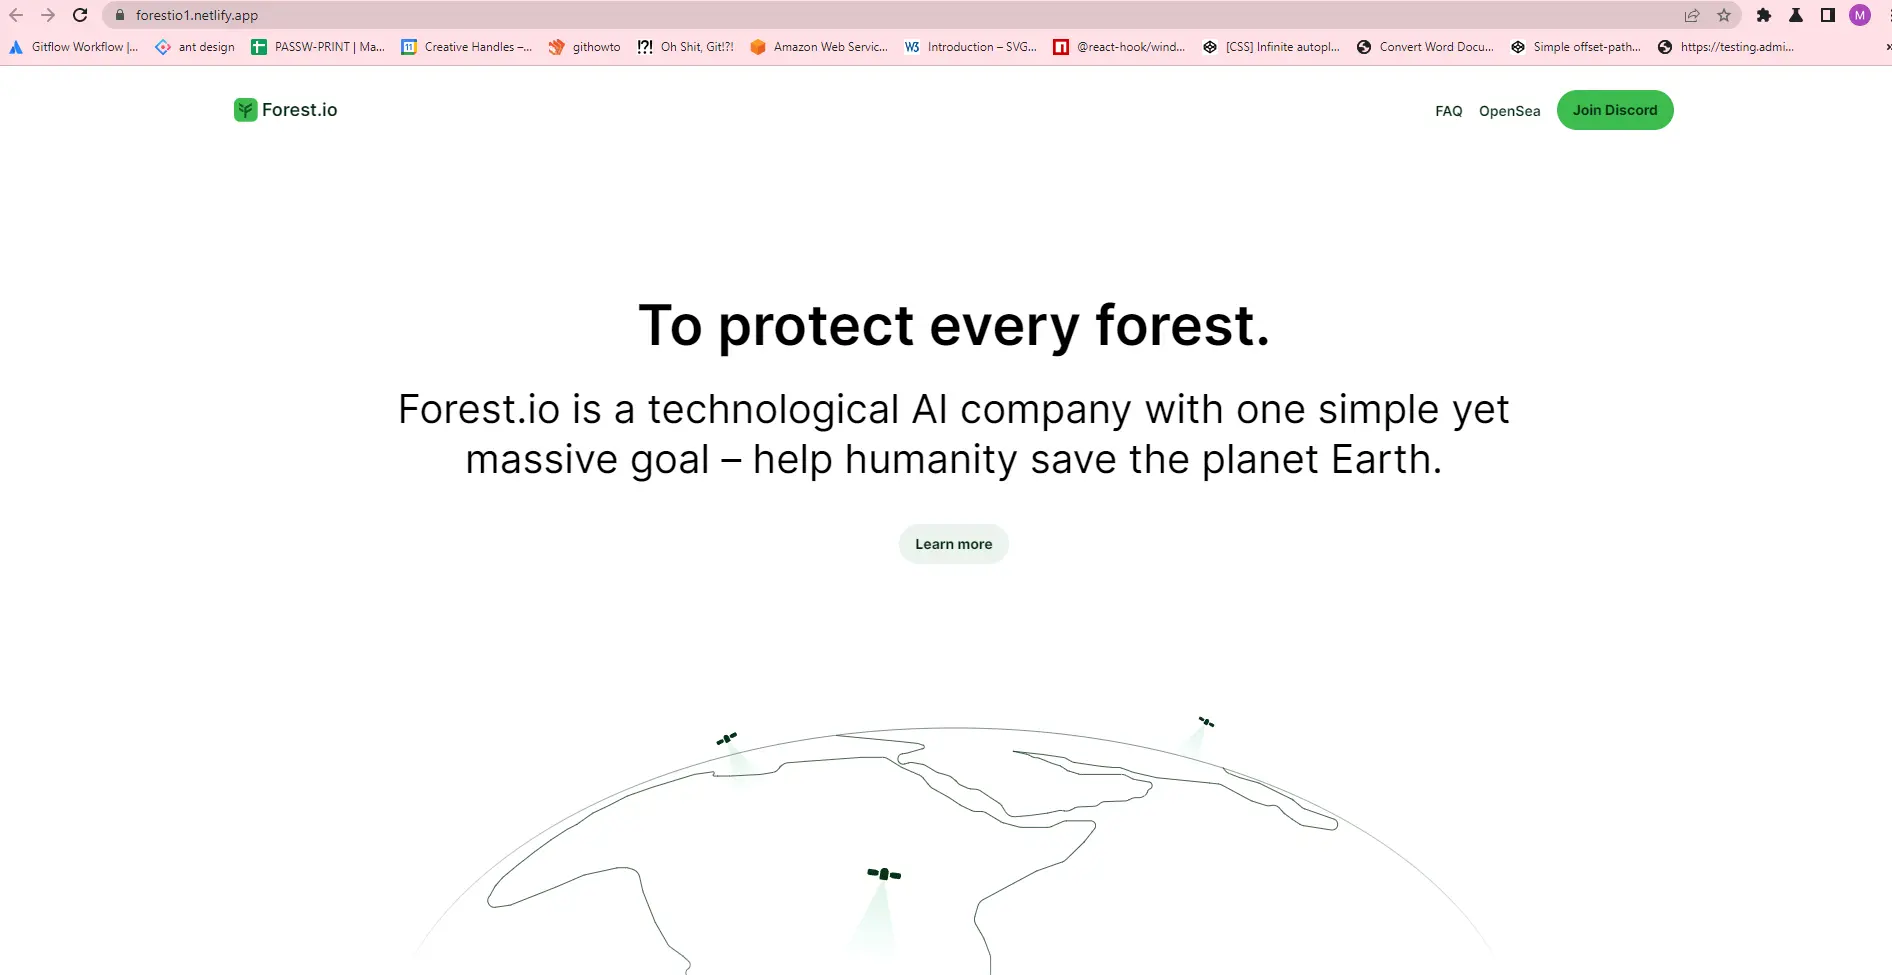 forestio1.netlify.app
M
Gitflow Workflow |...
ant design
PASSW-PRINT | Ma...
Creative Handles –...
githowto
Oh Shit, Git!?!
Amazon Web Servic...
Introduction – SVG...
@react-hook/wind...
[CSS] Infinite autopl...
Convert Word Docu...
Simple offset-path...
https://testing.admi...
Forest.io
FAQ
OpenSea
Join Discord
To protect every forest.
Forest.io is a technological AI company with one simple yet
massive goal – help humanity save the planet Earth.
Learn more